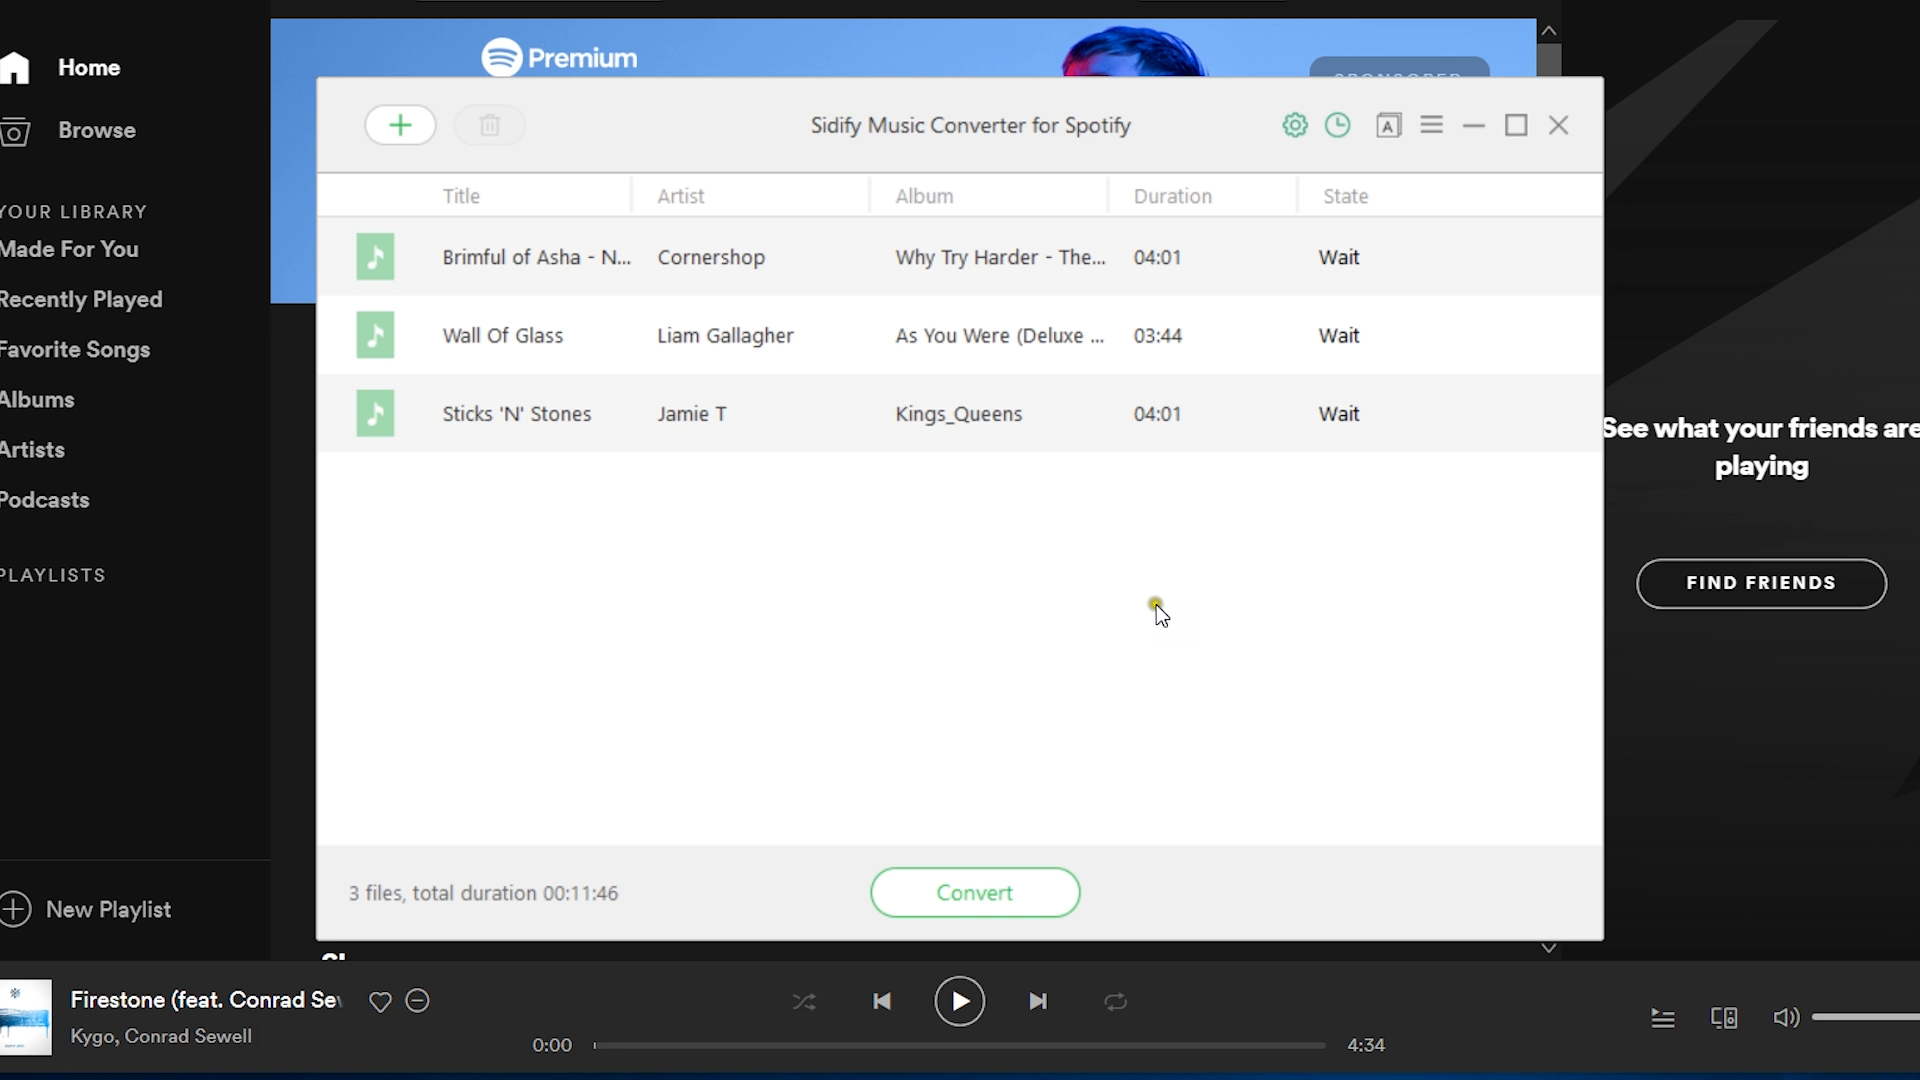 Home
Browse
YOUR LIBRARY
Made For You
Recently Played
Favorite Songs
Albums
Artists
Podcasts
PLAYLISTS
New Playlist
Premium
Sidify Music Converter for Spotify
A
Title Artist Album Duration State
Brimful of Asha - N... Cornershop Why Try Harder - The... 04:01 Wait
Wall Of Glass Liam Gallagher As You Were (Deluxe ... 03:44 Wait
Sticks 'N' Stones Jamie T Kings_Queens 04:01 Wait
3 files, total duration 00:11:46
Convert
See what your friends are
playing
FIND FRIENDS
Firestone (feat. Conrad Se
Kygo, Conrad Sewell
0:00
4:34